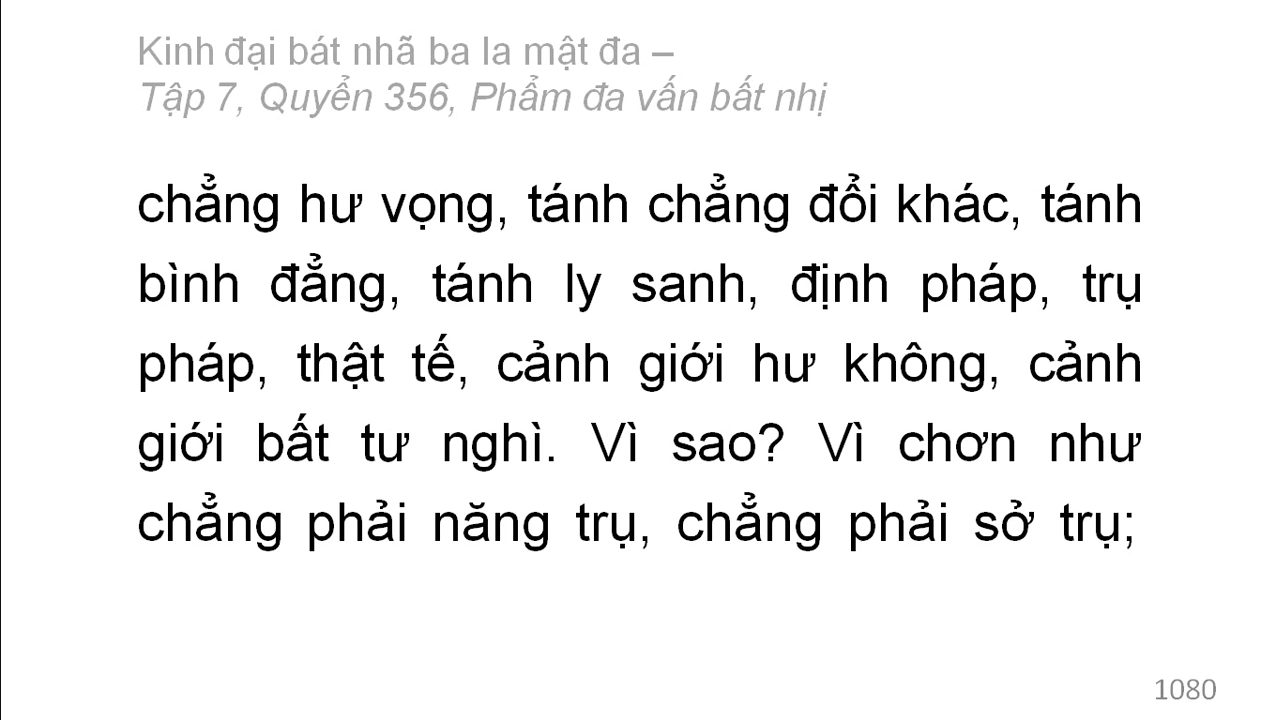 Kinh đại bát nhã ba la mật đa –
Tập 7, Quyển 356, Phẩm đa vấn bất nhị
chẳng hư vọng, tánh chẳng đổi khác, tánh
bình đẳng, tánh ly sanh, định pháp, trụ
pháp, thật tế, cảnh giới hư không, cảnh
giới bất tư nghì. Vì sao? Vì chơn như
chẳng phải năng trụ, chẳng phải sở trụ;
1080